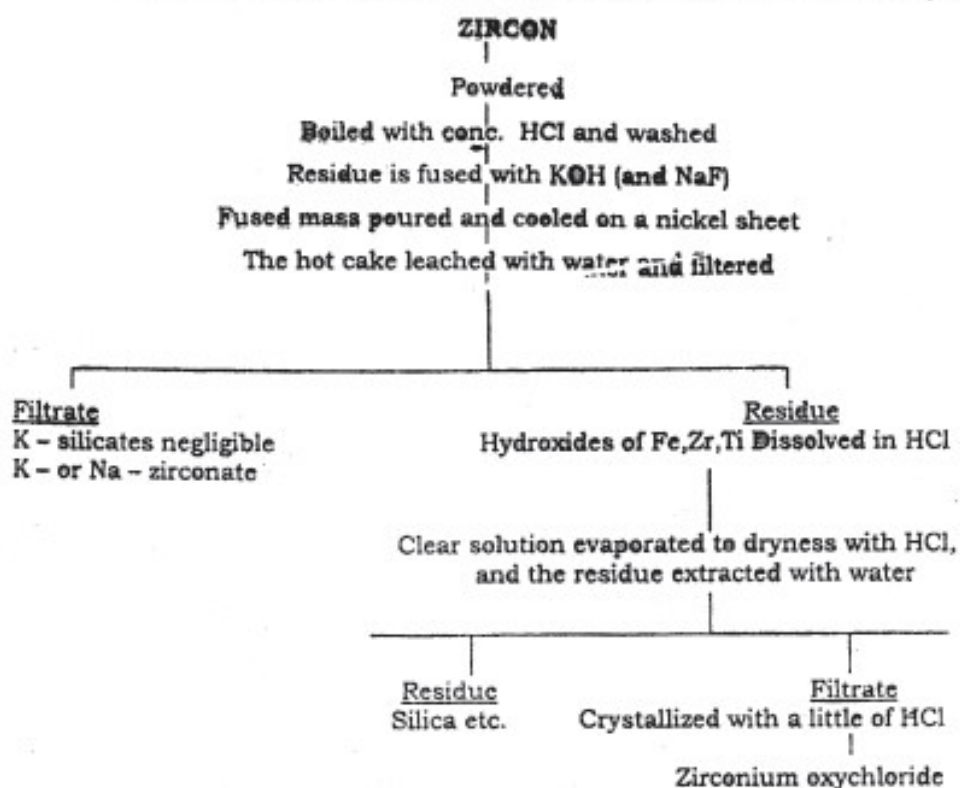 ZIRCON
Powdered
Boiled with conc. HCl and washed
Residue is fused with KOH (and NaF)
Fused mass poured and cooled on a nickel sheet
The hot cake leached with water and filtered
Filtrate
K – silicates negligible
K – or Na – zirconate
Residue
Hydroxides of Fe,Zr,Ti Dissolved in HCl
Clear solution evaporated to dryness with HCl,
and the residue extracted with water
Residue
Silica etc.
Filtrate
Crystallized with a little of HCl
Zirconium oxychloride